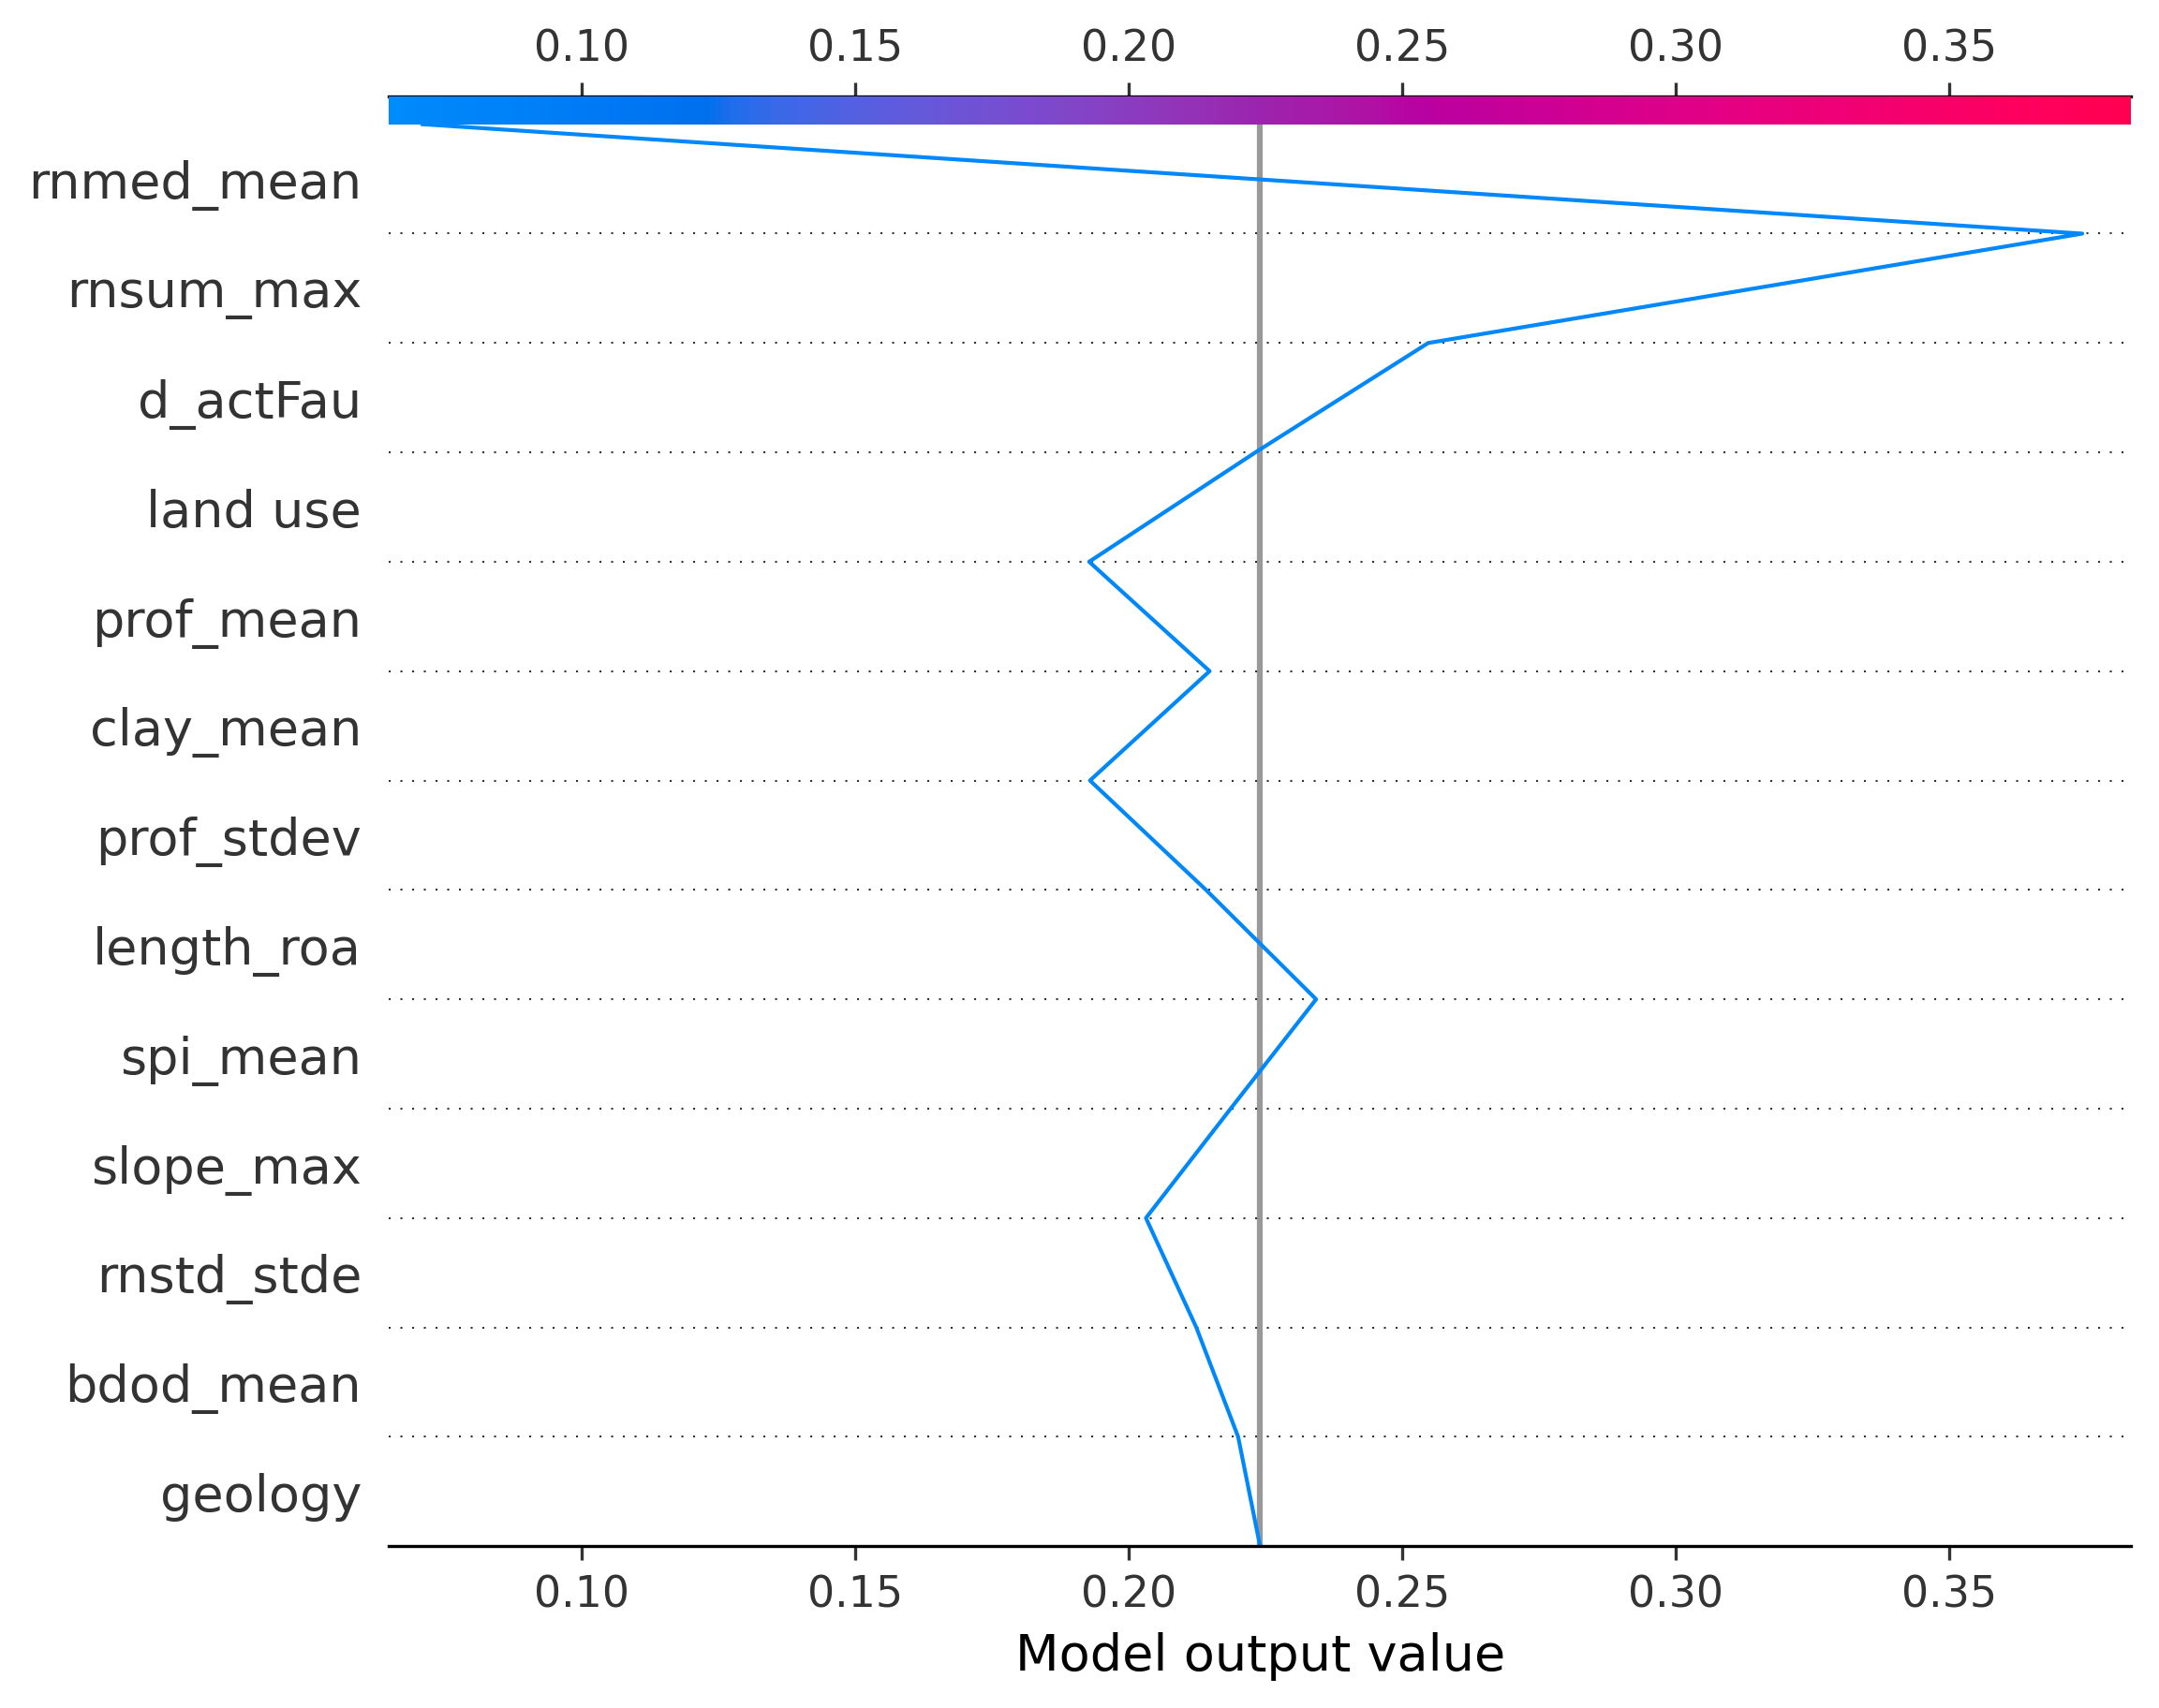 0.10 0.15 0.20 0.25 0.30 0.35
rnmed_mean
rnsum_max
d_actFau
land use
prof_mean
clay_mean
prof_stdev
length_roa
spi_mean
slope_max
rnstd_stde
bdod_mean
geology
0.10 0.15 0.20 0.25 0.30 0.35
Model output value